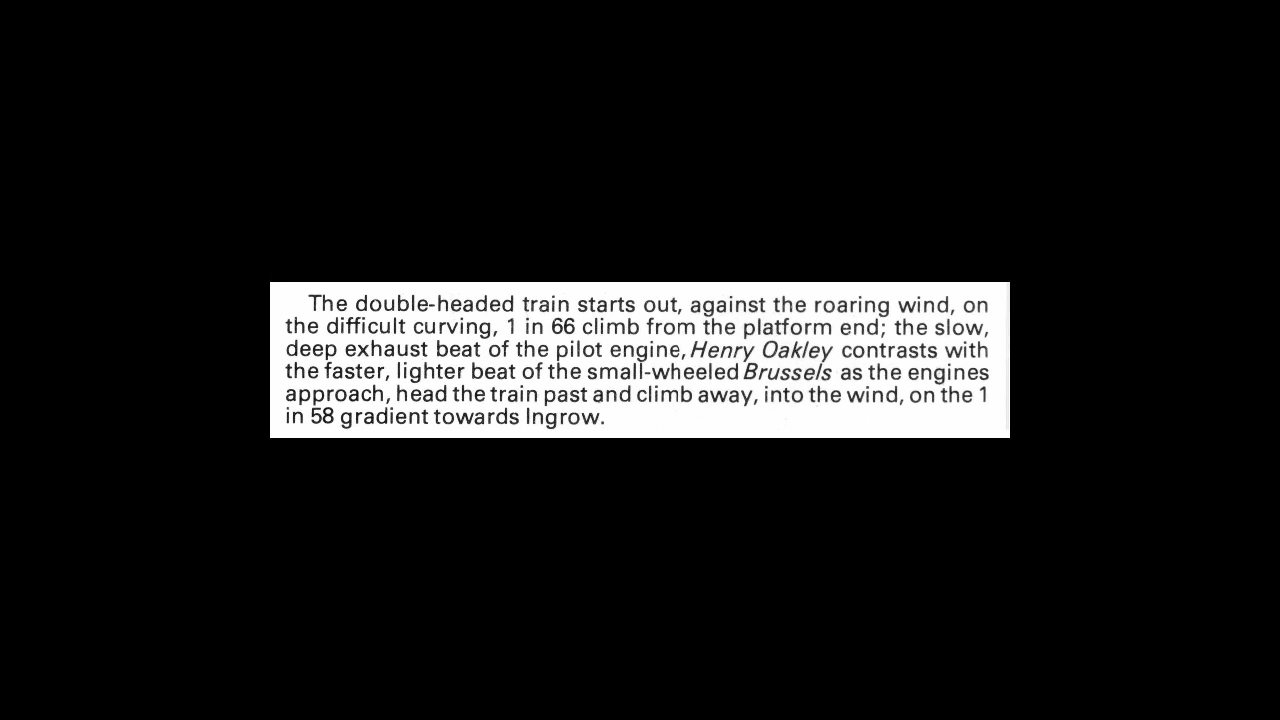 The double-headed train starts out, against the roaring wind, on
the difficult curving, 1 in 66 climb from the platform end; the slow,
deep exhaust beat of the pilot engine, Henry Oakley contrasts with
the faster, lighter beat of the small-wheeled Brussels as the engines
approach, head the train past and climb away, into the wind, on the 1
in 58 gradient towards Ingrow.